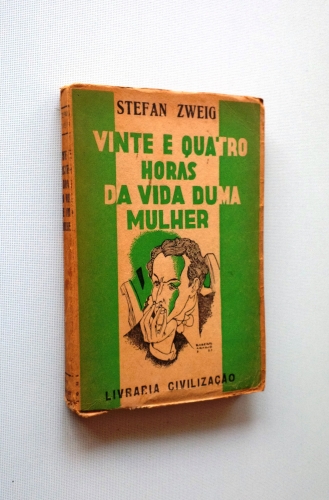 STEFAN ZWEIG
VINTE E QUATRO
HORAS
DA VIDA DUMA
MULHER
LIVRARIA CIVILIZAÇÃO